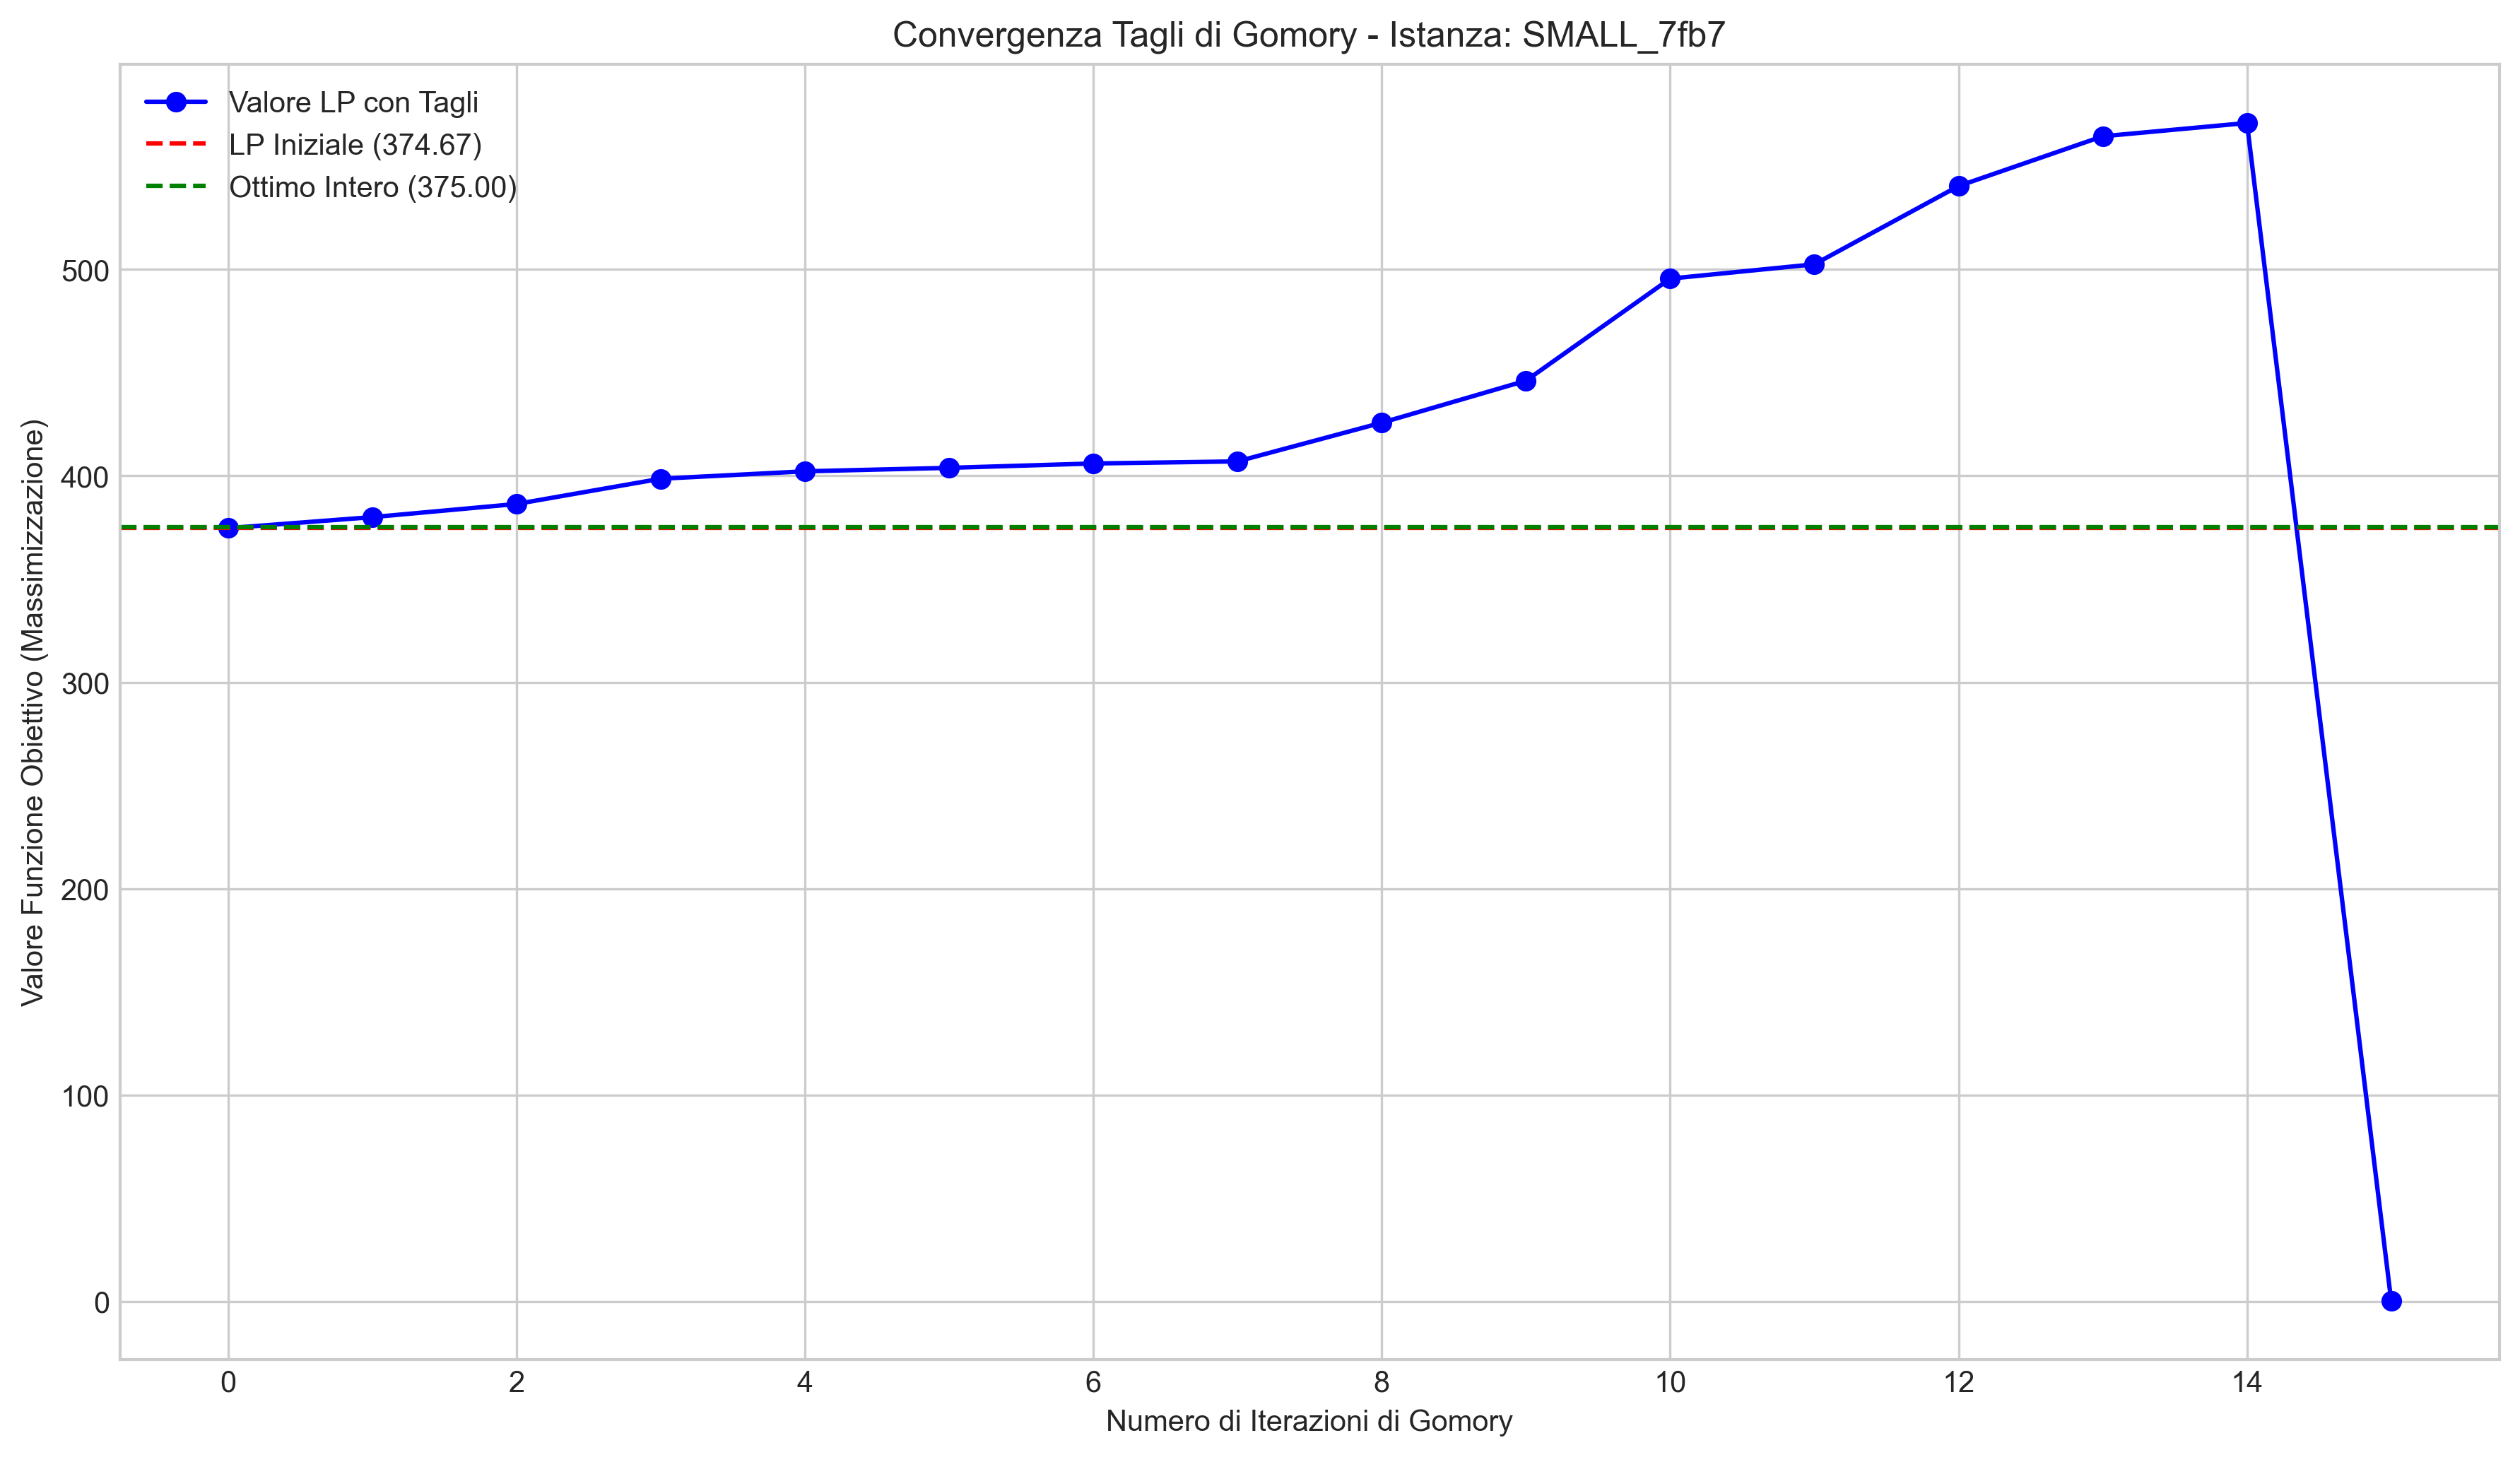 Convergenza Tagli di Gomory - Istanza: SMALL_7fb7
Valore LP con Tagli
LP Iniziale (374.67)
Ottimo Intero (375.00)
Valore Funzione Obiettivo (Massimizzazione)
500
400
300
200
100
0
0 2 4 6 8 10 12 14
Numero di Iterazioni di Gomory